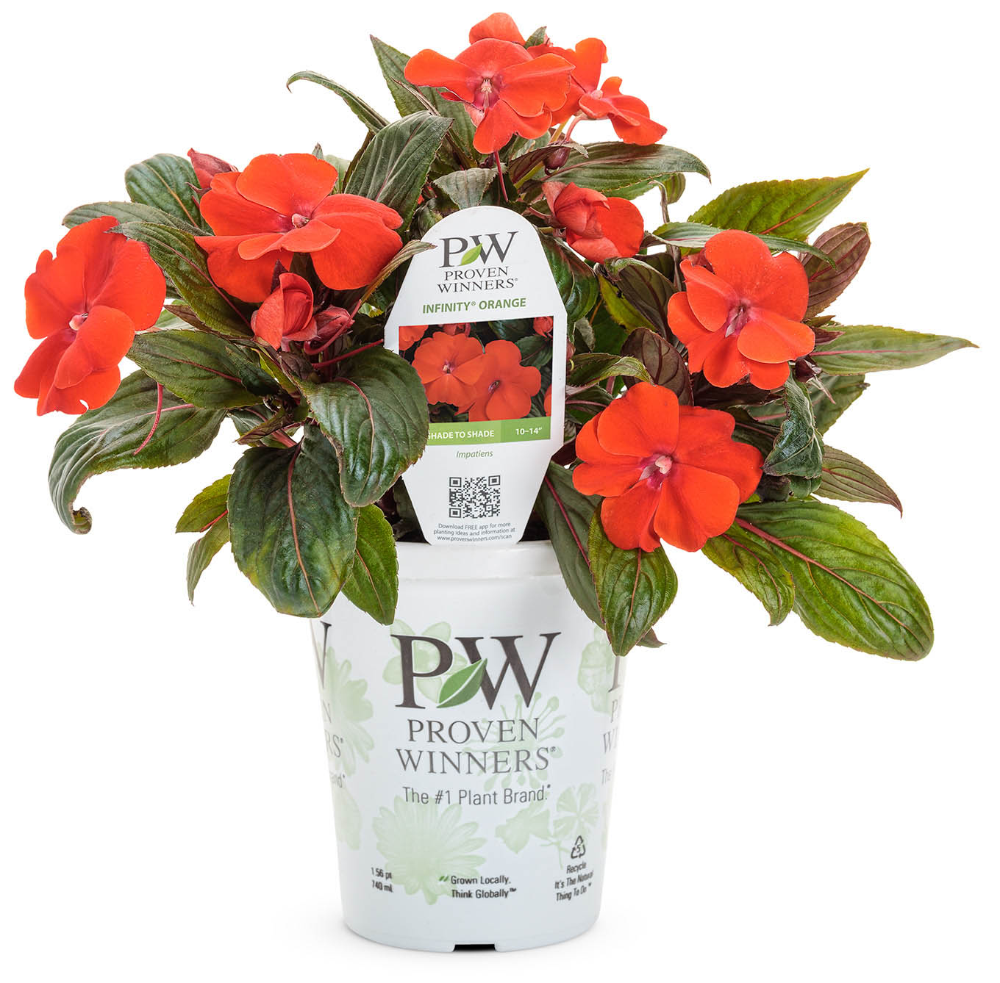 PW
PROVEN
WINNERS®
INFINITY® ORANGE
SHADE TO SHADE 10–14"
Impatiens
Download FREE app for more
planting ideas and information at
www.provenwinners.com/scan
PW
PROVEN
WINNERS®
The #1 Plant Brand.®
1.56 pt
740 mL
Grown Locally.
Think Globally™
5
Recycle
It's The Natural
Thing To Do™
W
N
RS®
and.®
P
P
W
The